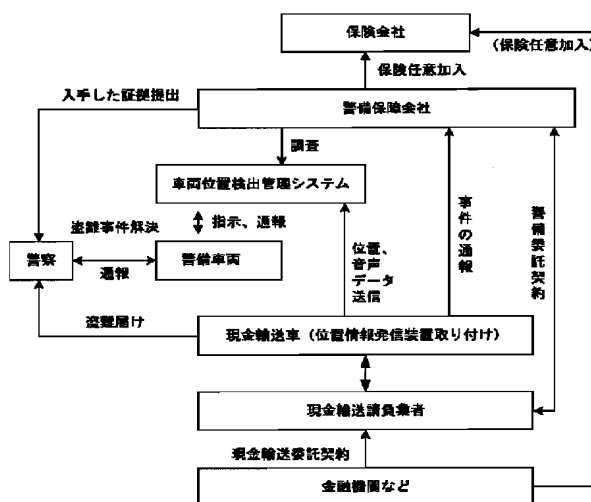 保険会社
(保険任意加入)
保険任意加入
入手した証拠提出
警備保障会社
調査
車両位置検出管理システム
盗難事件解決
指示、通報
警察
通報
警備車両
位置、
音声
データ
送信
事件の通報
警備委託契約
盗難届け
現金輸送車(位置情報発信装置取り付け)
現金輸送請負業者
現金輸送委託契約
金融機関など